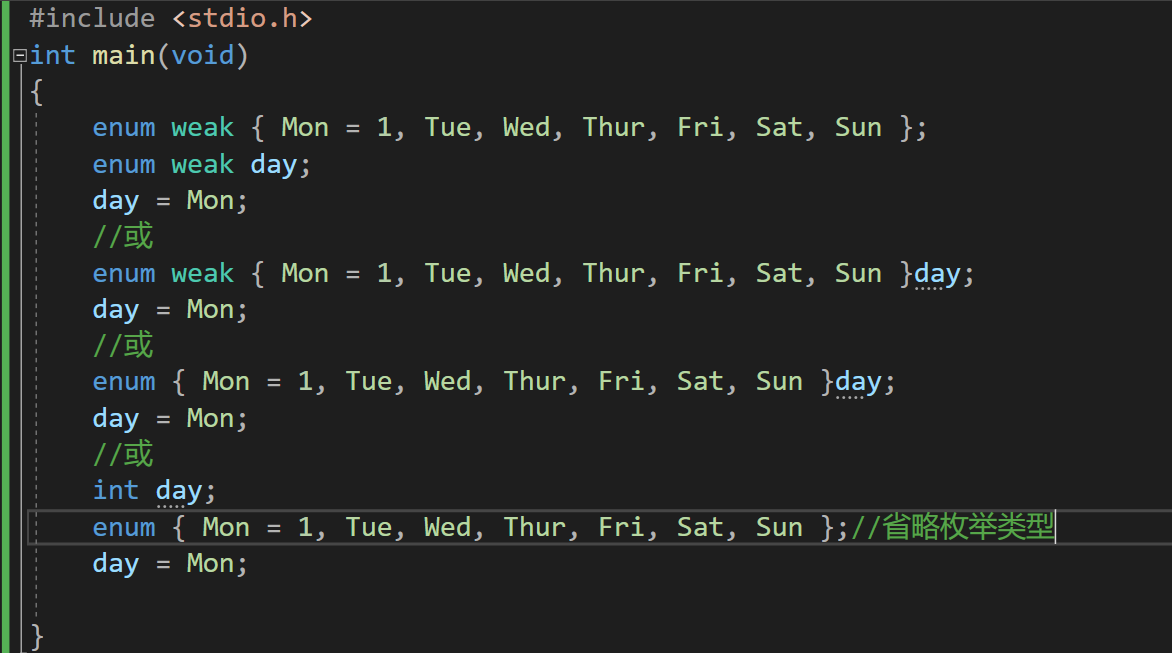 #include <stdio.h>
int main(void)
{
    enum weak { Mon = 1, Tue, Wed, Thur, Fri, Sat, Sun };
    enum weak day;
    day = Mon;
    //或
    enum weak { Mon = 1, Tue, Wed, Thur, Fri, Sat, Sun }day;
    day = Mon;
    //或
    enum { Mon = 1, Tue, Wed, Thur, Fri, Sat, Sun }day;
    day = Mon;
    //或
    int day;
    enum { Mon = 1, Tue, Wed, Thur, Fri, Sat, Sun };//省略枚举类型
    day = Mon;
}